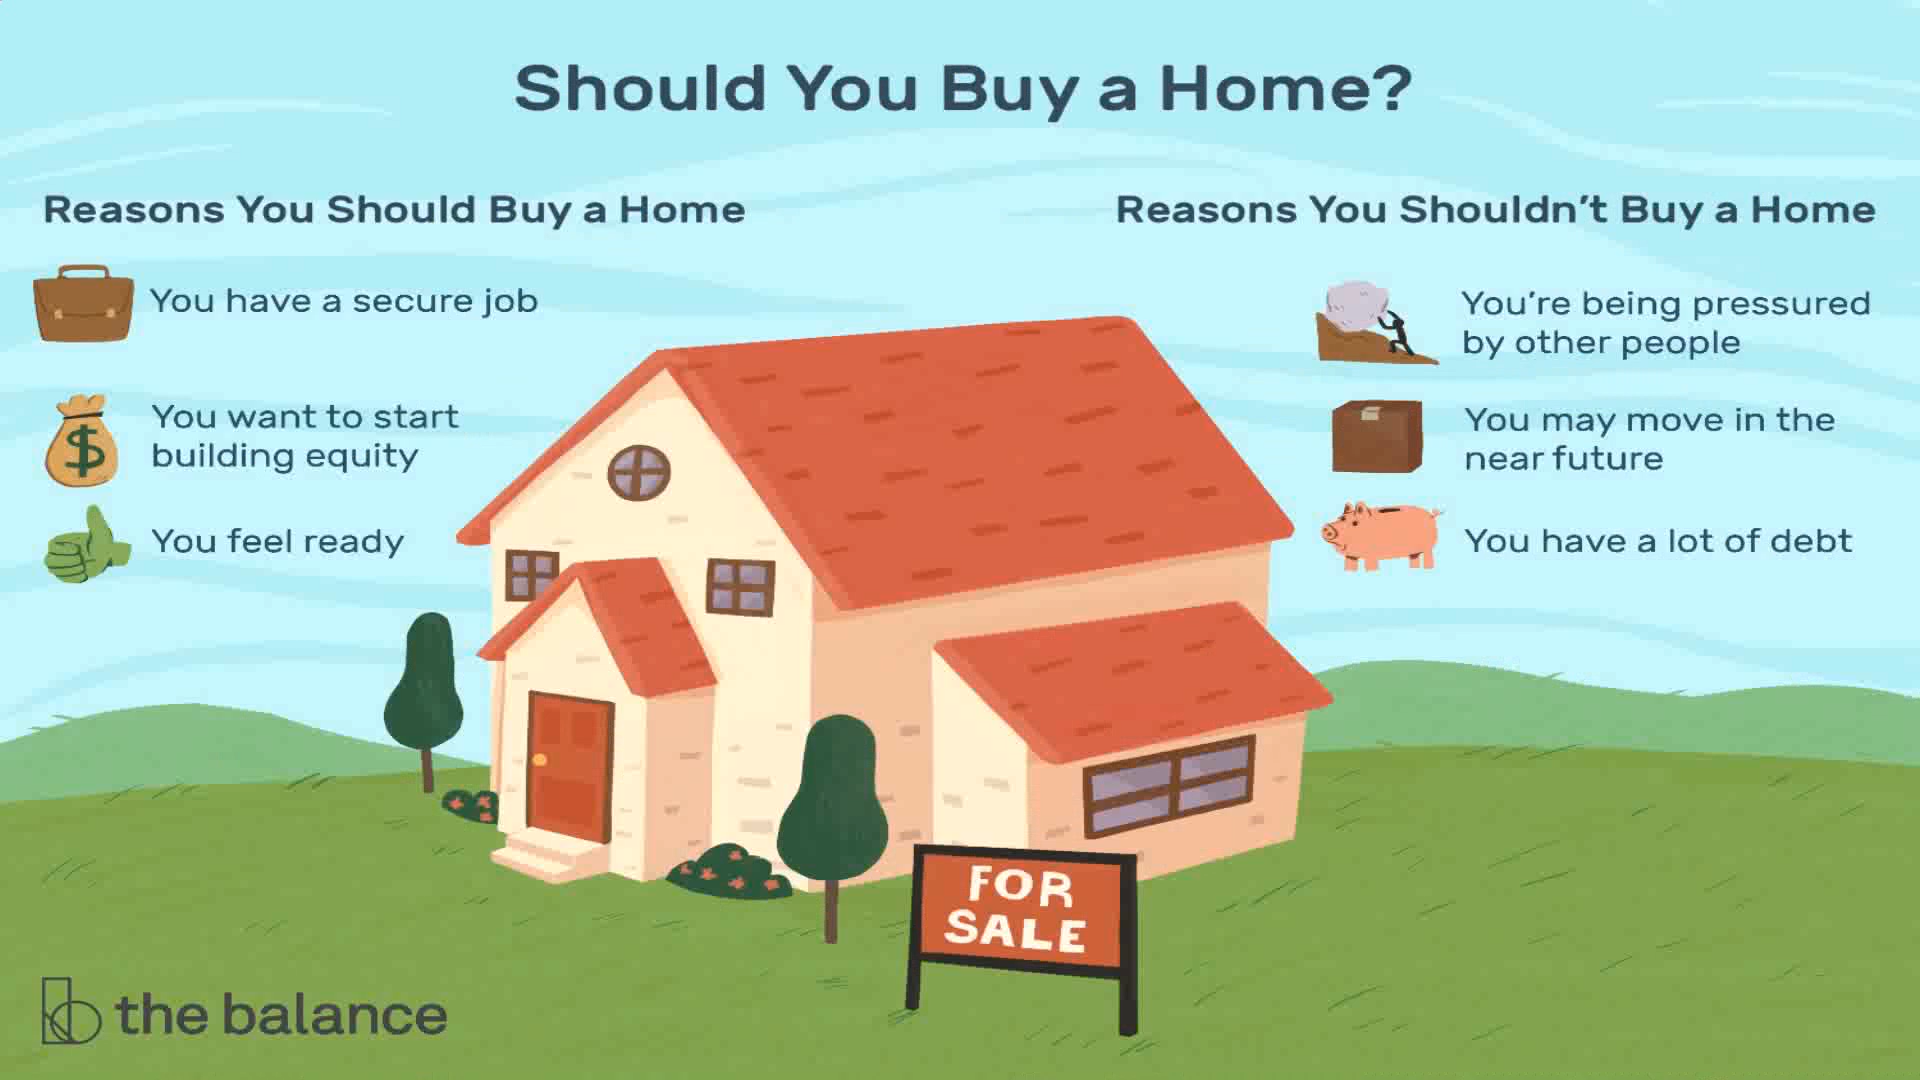 Should You Buy a Home?
Reasons You Should Buy a Home
You have a secure job
$
You want to start
building equity
You feel ready
Reasons You Shouldn't Buy a Home
You're being pressured
by other people
You may move in the
near future
You have a lot of debt
FOR
SALE
the balance